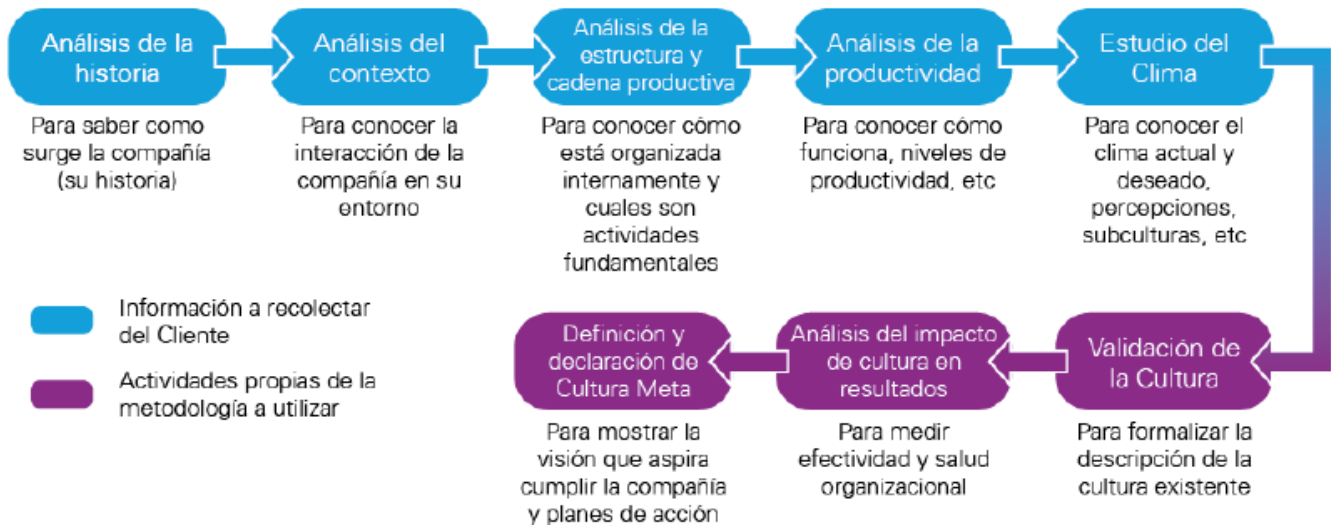 Análisis de la
historia
Análisis del
contexto
Análisis de la
estructura y
cadena productiva
Análisis de la
productividad
Estudio del
Clima
Para saber como
surge la compañía
(su historia)
Para conocer la
interacción de la
compañía en su
entorno
Para conocer cómo
está organizada
internamente y
cuales son
actividades
fundamentales
Para conocer cómo
funciona, niveles de
productividad, etc
Para conocer el
clima actual y
deseado,
percepciones,
subculturas, etc
Información a recolectar
del Cliente
Actividades propias de la
metodología a utilizar
Definición y
declaración de
Cultura Meta
Análisis del impacto
de cultura en
resultados
Validación de
la Cultura
Para mostrar la
visión que aspira
cumplir la compañía
y planes de acción
Para medir
efectividad y salud
organizacional
Para formalizar la
descripción de la
cultura existente